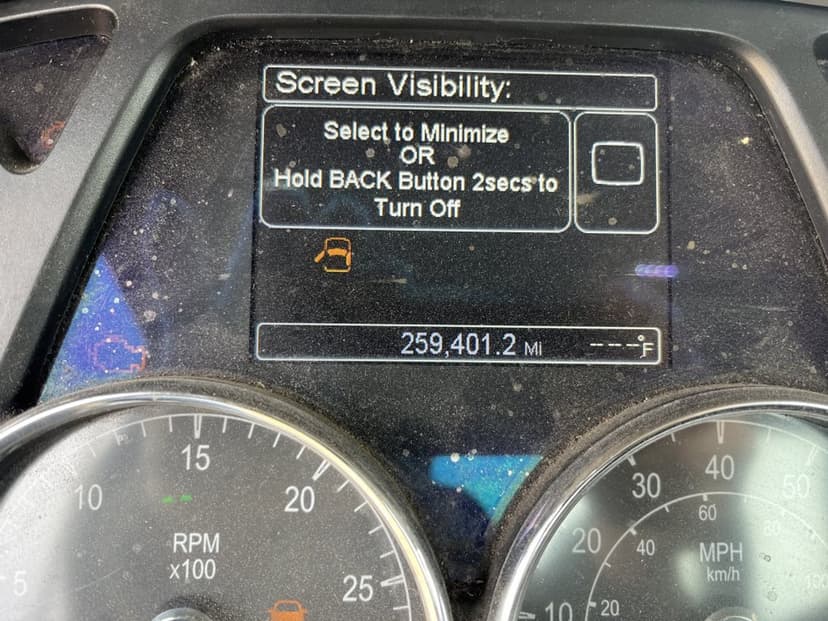 Screen Visibility:
Select to Minimize
OR
Hold BACK Button 2secs to
Turn Off
259,401.2 MI ---°F
5
10
15
20
25
RPM
x100
10
20
30
40
50
20
40
60
80
MPH
km/h